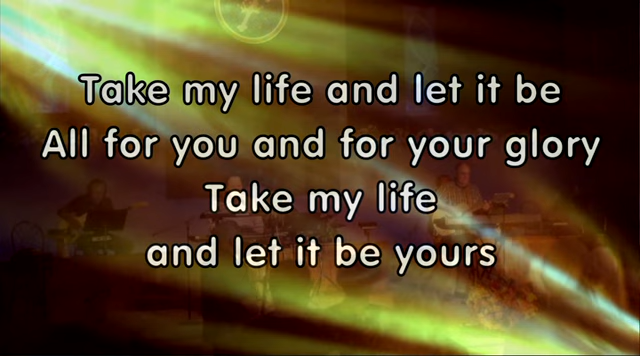 Take my life and let it be
All for you and for your glory
Take my life
and let it be yours